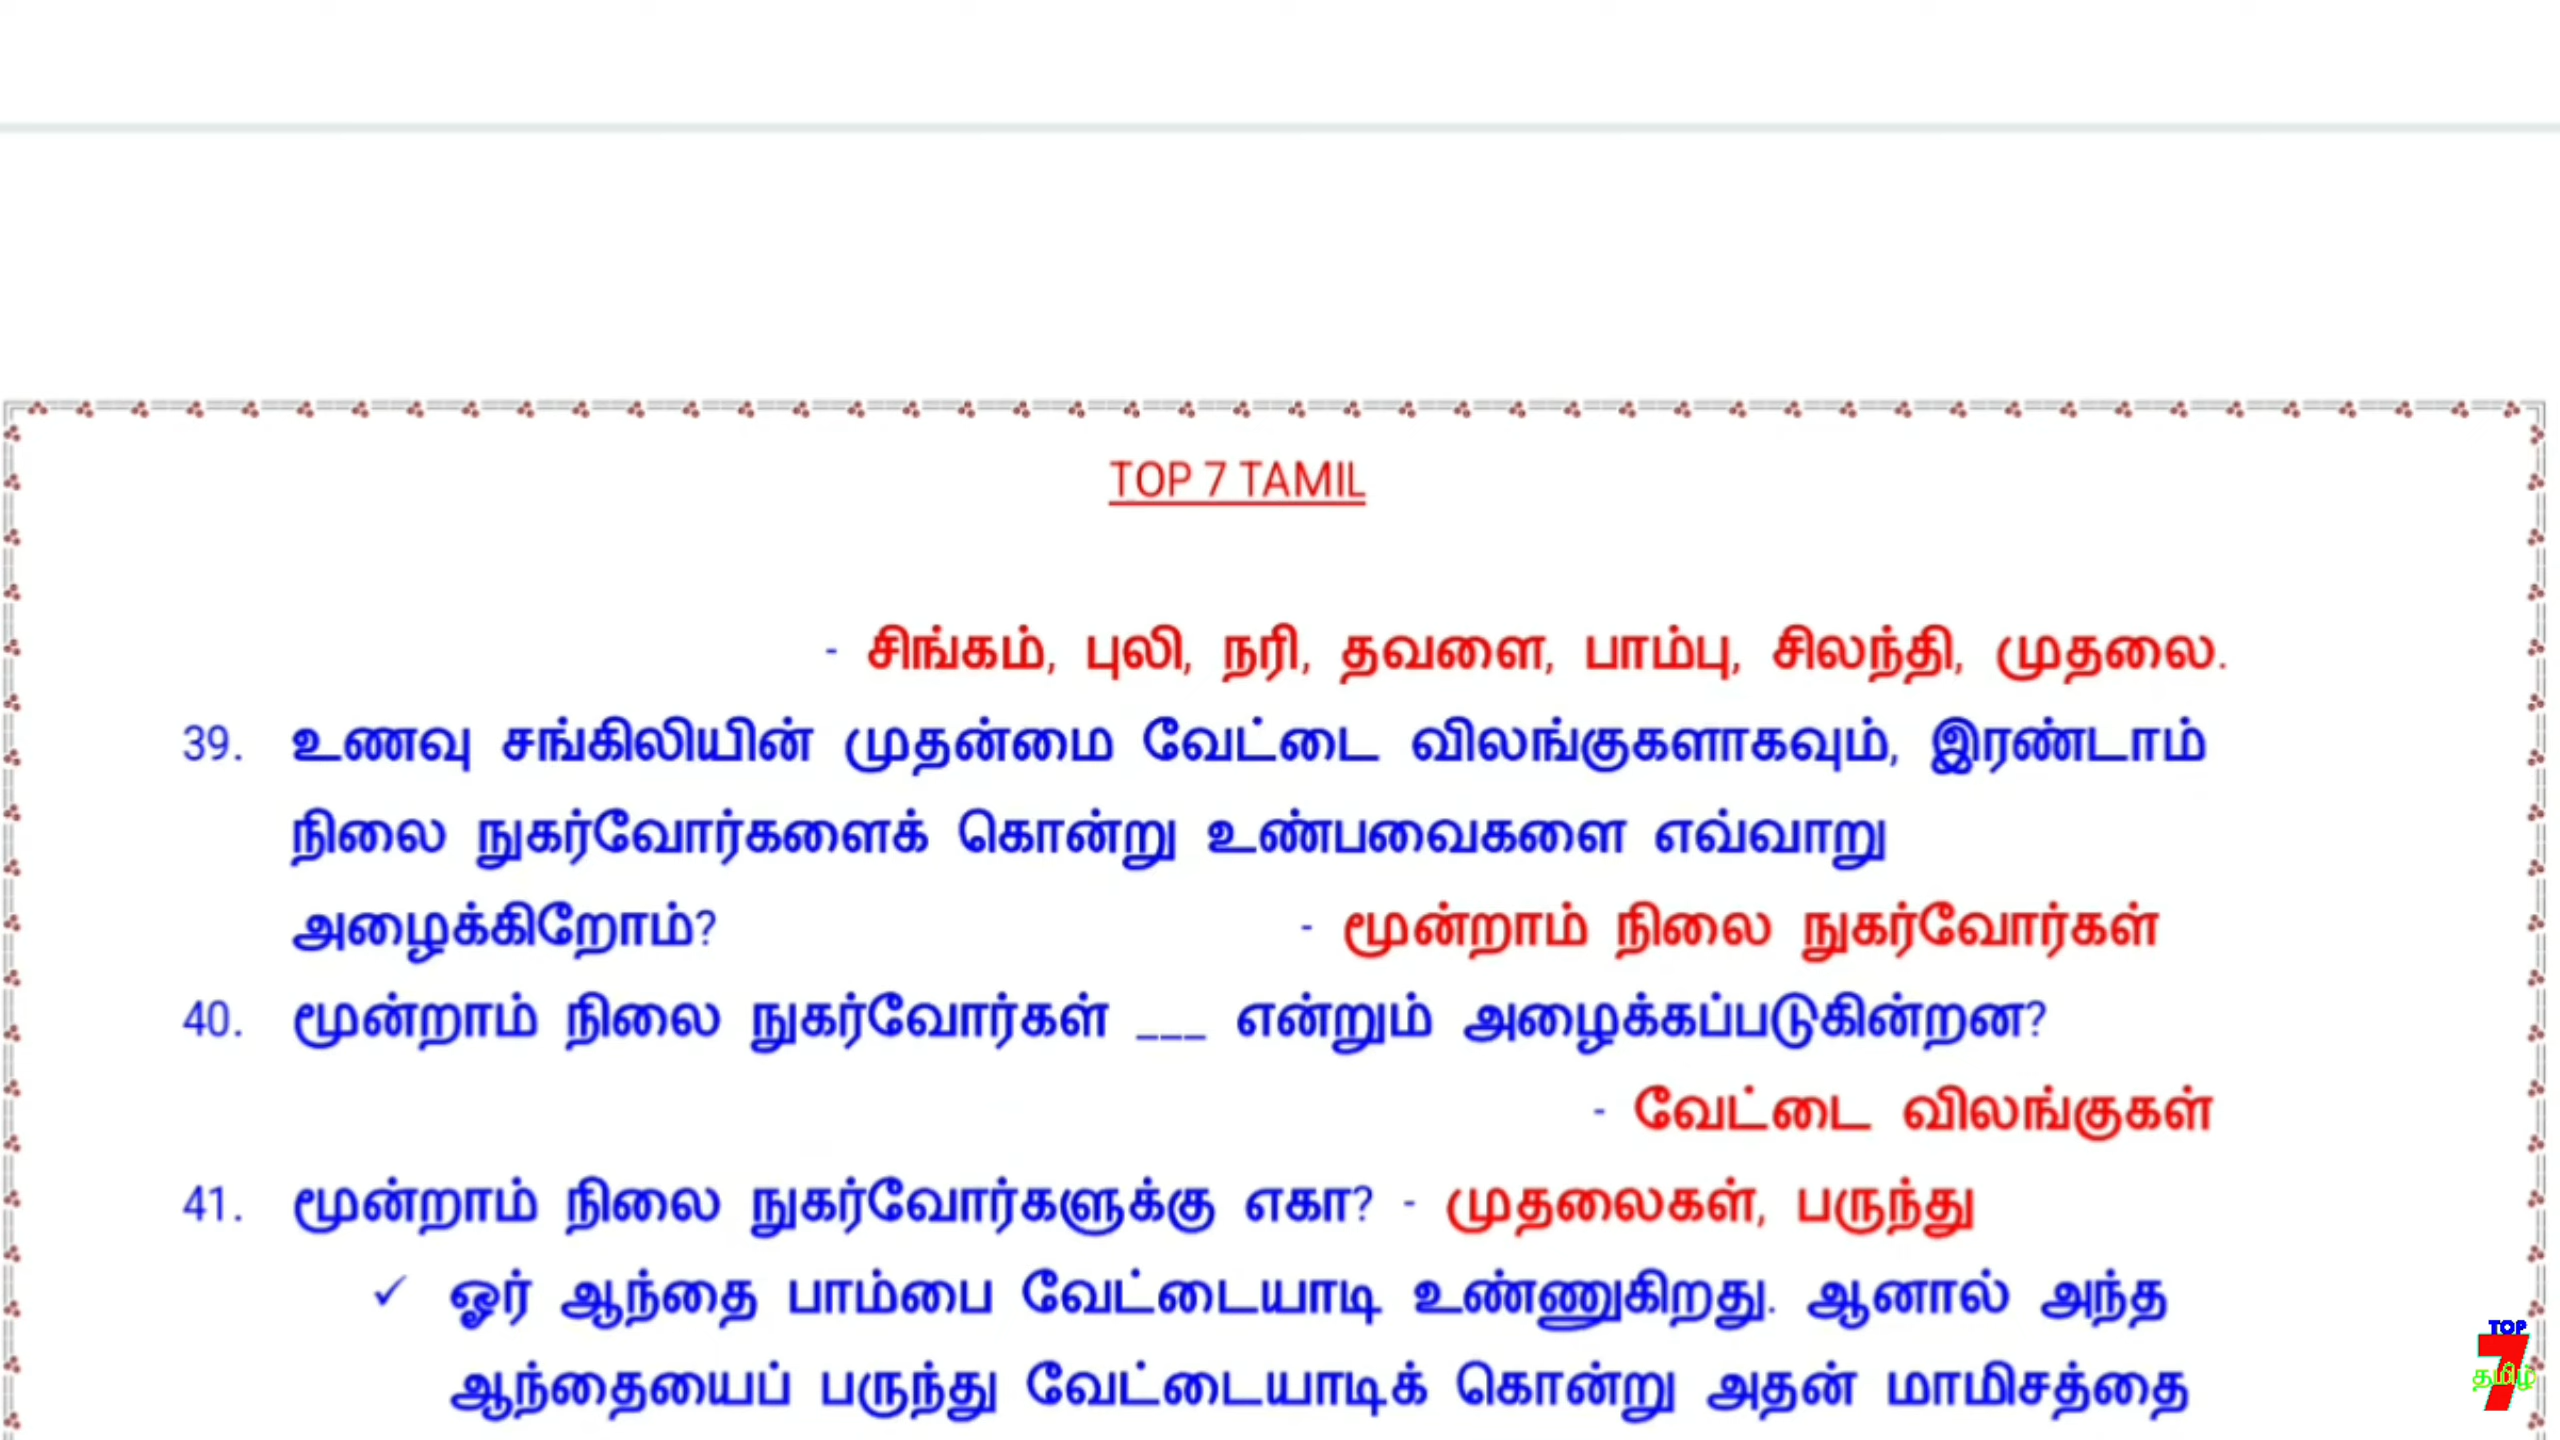 TOP 7 TAMIL
- சிங்கம், புலி, நரி, தவளை, பாம்பு, சிலந்தி, முதலை.
39. உணவு சங்கிலியின் முதன்மை வேட்டை விலங்குகளாகவும், இரண்டாம்
நிலை நுகர்வோர்களைக் கொன்று உண்பவைகளை எவ்வாறு
அழைக்கிறோம்? - மூன்றாம் நிலை நுகர்வோர்கள்
40. மூன்றாம் நிலை நுகர்வோர்கள் ___ என்றும் அழைக்கப்படுகின்றன?
- வேட்டை விலங்குகள்
41. மூன்றாம் நிலை நுகர்வோர்களுக்கு எகா? - முதலைகள், பருந்து
✓ ஓர் ஆந்தை பாம்பை வேட்டையாடி உண்ணுகிறது. ஆனால் அந்த
ஆந்தையைப் பருந்து வேட்டையாடிக் கொன்று அதன் மாமிசத்தை
TOP
7
தமிழ்